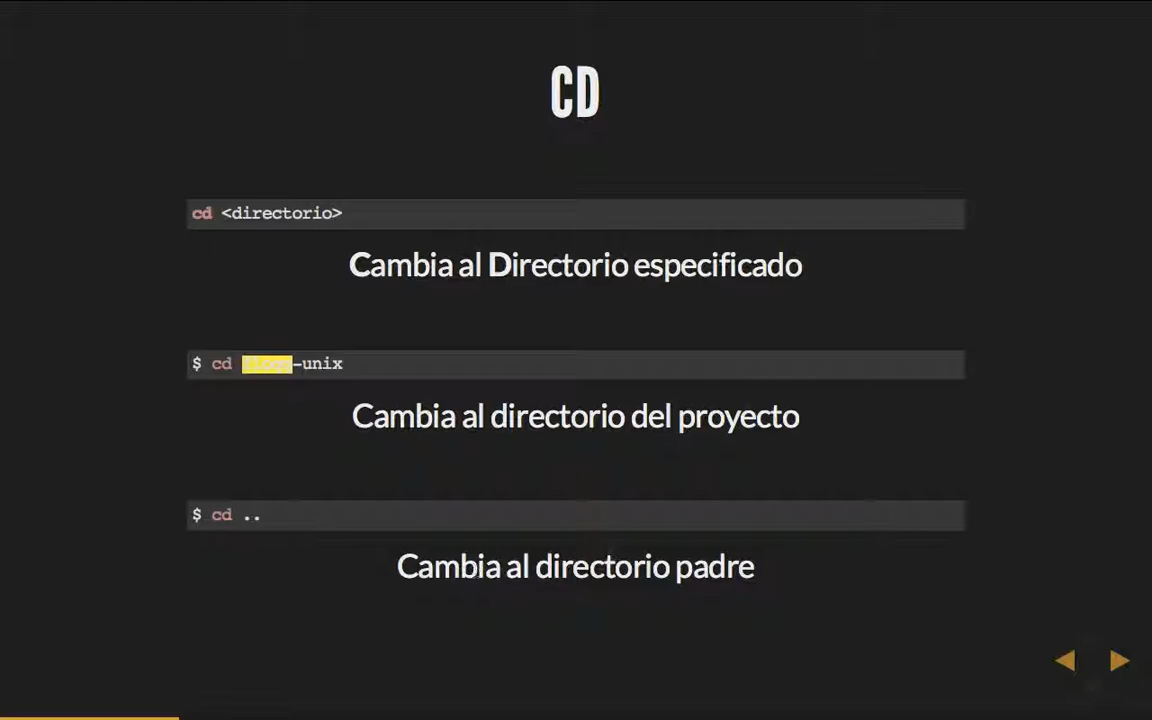 CD
cd <directorio>
Cambia al Directorio especificado
$ cd -unix
Cambia al directorio del proyecto
$ cd ..
Cambia al directorio padre